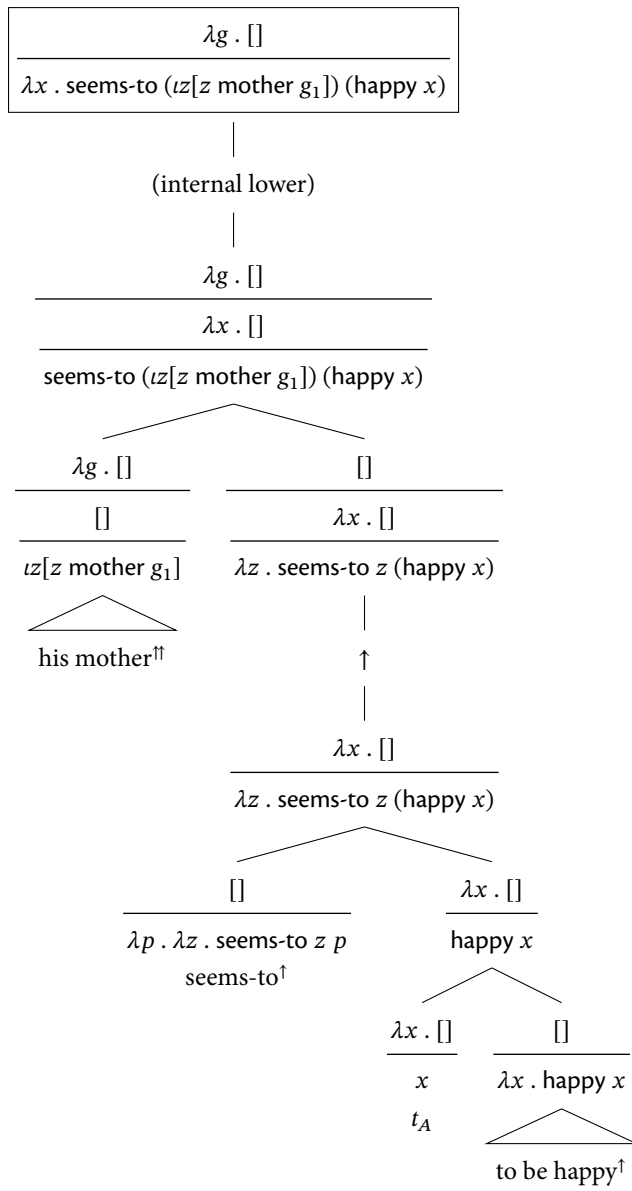 λg . []
λx . seems-to (ιz[z mother g₁]) (happy x)
(internal lower)
λg . []
λx . []
seems-to (ιz[z mother g₁]) (happy x)
λg . [] []
[] λx . []
ιz[z mother g₁] λz . seems-to z (happy x)
his mother⇈ ↑
λx . []
λz . seems-to z (happy x)
[] λx . []
λp . λz . seems-to z p happy x
seems-to↑
λx . [] []
x λx . happy x
t_A
to be happy↑